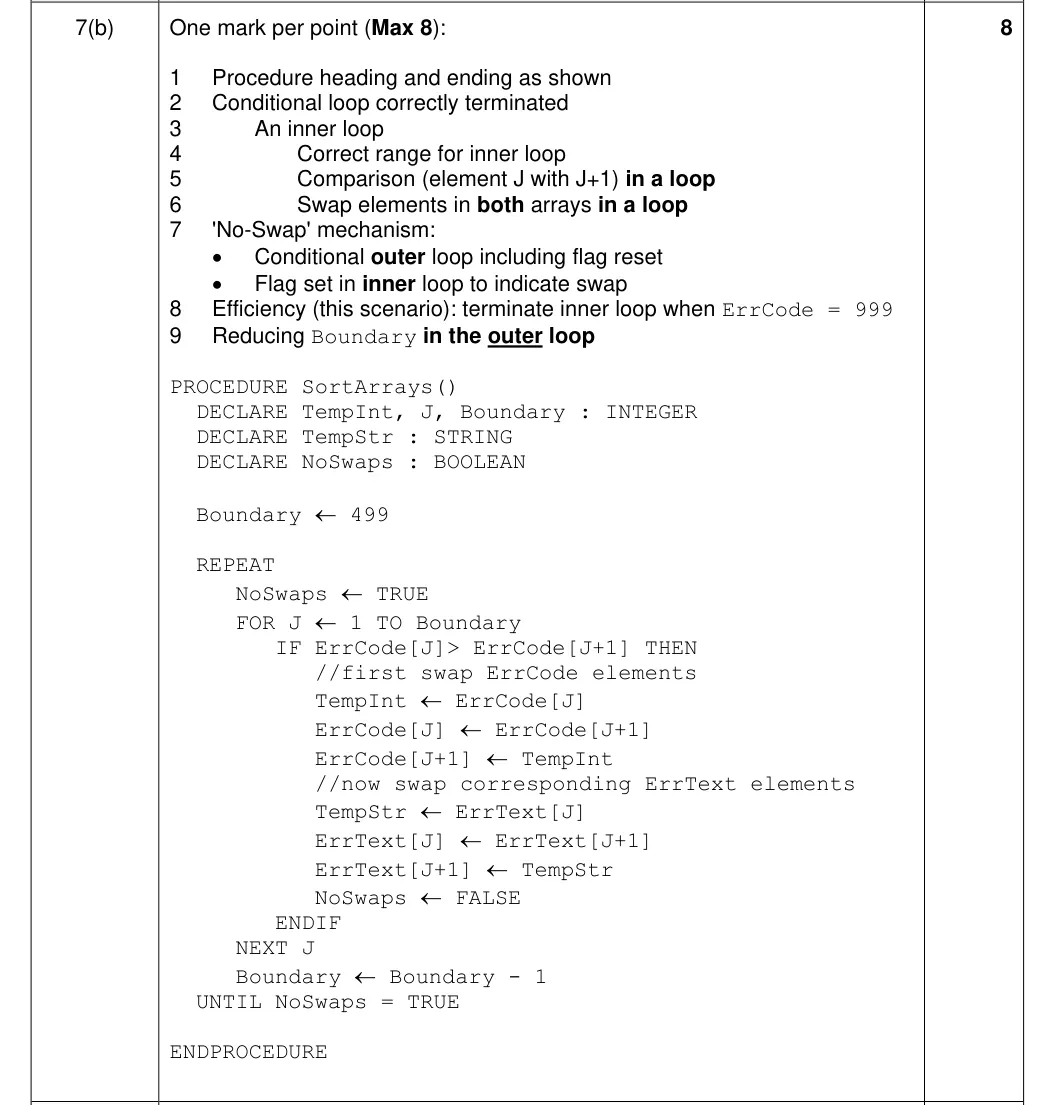 7(b) One mark per point (Max 8): 8
1 Procedure heading and ending as shown
2 Conditional loop correctly terminated
3 An inner loop
4 Correct range for inner loop
5 Comparison (element J with J+1) in a loop
6 Swap elements in both arrays in a loop
7 'No-Swap' mechanism:
• Conditional outer loop including flag reset
• Flag set in inner loop to indicate swap
8 Efficiency (this scenario): terminate inner loop when ErrCode = 999
9 Reducing Boundary in the outer loop
PROCEDURE SortArrays()
DECLARE TempInt, J, Boundary : INTEGER
DECLARE TempStr : STRING
DECLARE NoSwaps : BOOLEAN
Boundary ← 499
REPEAT
NoSwaps ← TRUE
FOR J ← 1 TO Boundary
IF ErrCode[J]> ErrCode[J+1] THEN
//first swap ErrCode elements
TempInt ← ErrCode[J]
ErrCode[J] ← ErrCode[J+1]
ErrCode[J+1] ← TempInt
//now swap corresponding ErrText elements
TempStr ← ErrText[J]
ErrText[J] ← ErrText[J+1]
ErrText[J+1] ← TempStr
NoSwaps ← FALSE
ENDIF
NEXT J
Boundary ← Boundary - 1
UNTIL NoSwaps = TRUE
ENDPROCEDURE